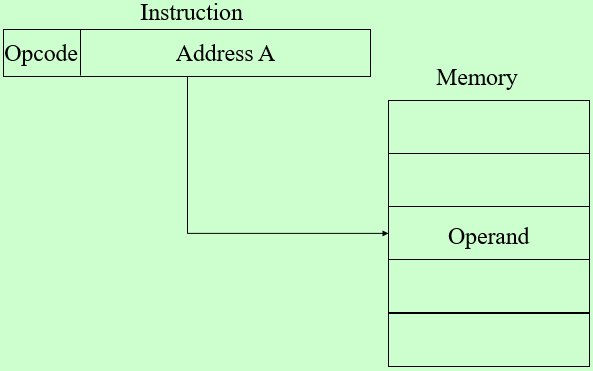 Instruction
Opcode
Address A
Memory
Operand